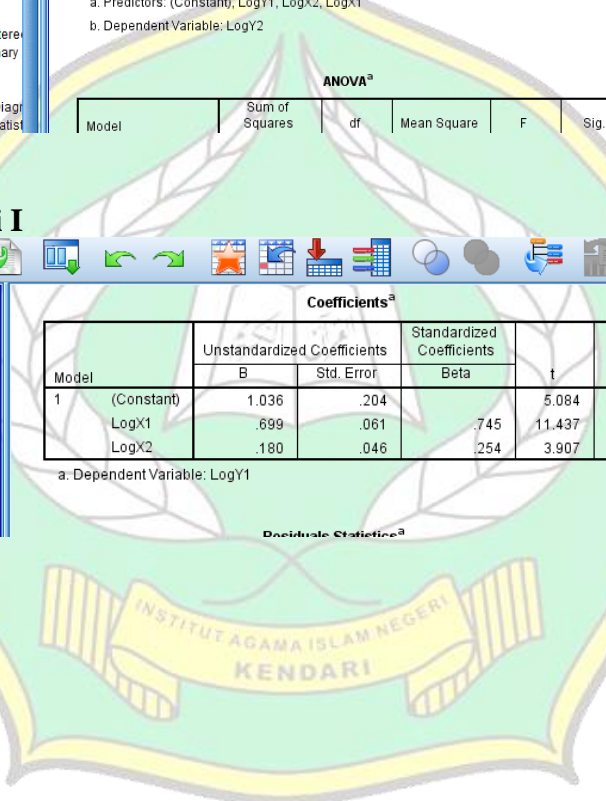 a. Predictors: (Constant), LogY1, LogX2, LogX1
b. Dependent Variable: LogY2
ANOVAa
Model Sum of Squares df Mean Square F Sig.
I
Coefficientsa
Model Unstandardized Coefficients Standardized Coefficients t
B Std. Error Beta
1 (Constant) 1.036 .204 5.084
LogX1 .699 .061 .745 11.437
LogX2 .180 .046 .254 3.907
a. Dependent Variable: LogY1
Residuals Statisticsa
INSTITUT AGAMA ISLAM NEGERI
KENDARI